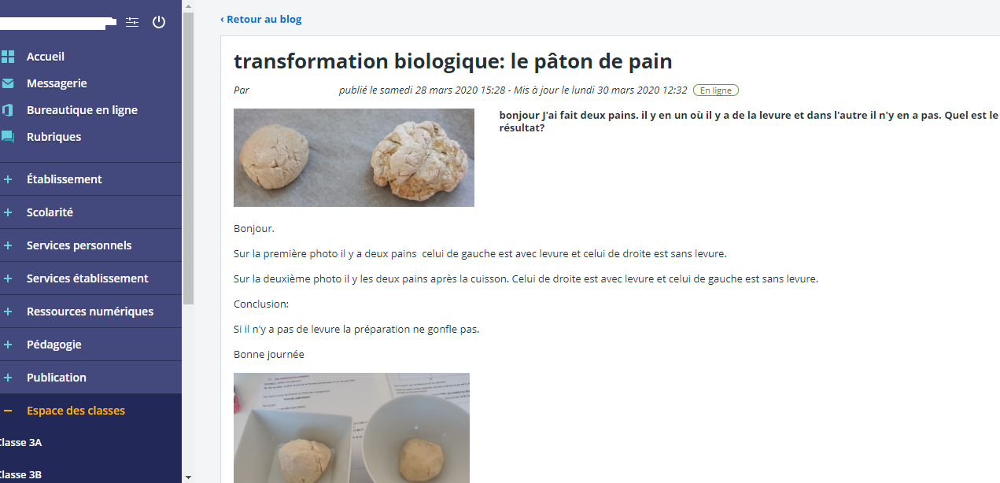 ‹ Retour au blog
Accueil
Messagerie
Bureautique en ligne
Rubriques
Établissement
Scolarité
Services personnels
Services établissement
Ressources numériques
Pédagogie
Publication
Espace des classes
Classe 3A
Classe 3B
transformation biologique: le pâton de pain
Par publié le samedi 28 mars 2020 15:28 - Mis à jour le lundi 30 mars 2020 12:32 En ligne
bonjour J'ai fait deux pains. il y en un où il y a de la levure et dans l'autre il n'y en a pas. Quel est le
résultat?
Bonjour.
Sur la première photo il y a deux pains celui de gauche est avec levure et celui de droite est sans levure.
Sur la deuxième photo il y les deux pains après la cuisson. Celui de droite est avec levure et celui de gauche est sans levure.
Conclusion:
Si il n'y a pas de levure la préparation ne gonfle pas.
Bonne journée